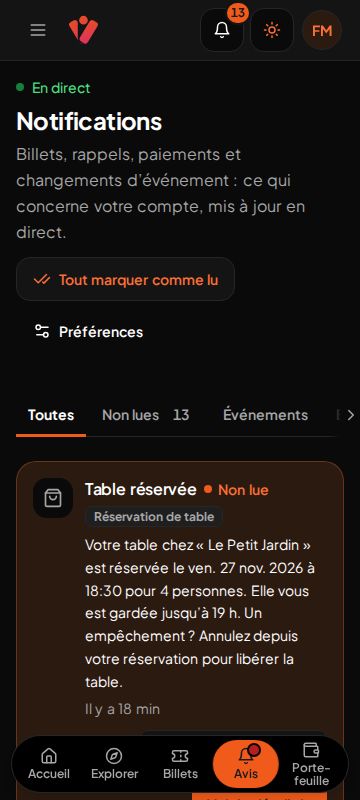 13
FM
En direct
Notifications
Billets, rappels, paiements et
changements d’événement : ce qui
concerne votre compte, mis à jour en
direct.
Tout marquer comme lu
Préférences
Toutes
Non lues 13
Événements
Table réservée
Non lue
Réservation de table
Votre table chez « Le Petit Jardin »
est réservée le ven. 27 nov. 2026 à
18:30 pour 4 personnes. Elle vous
est gardée jusqu’à 19 h. Un
empêchement ? Annulez depuis
votre réservation pour libérer la
table.
Il y a 18 min
Accueil
Explorer
Billets
Avis
Porte-
feuille